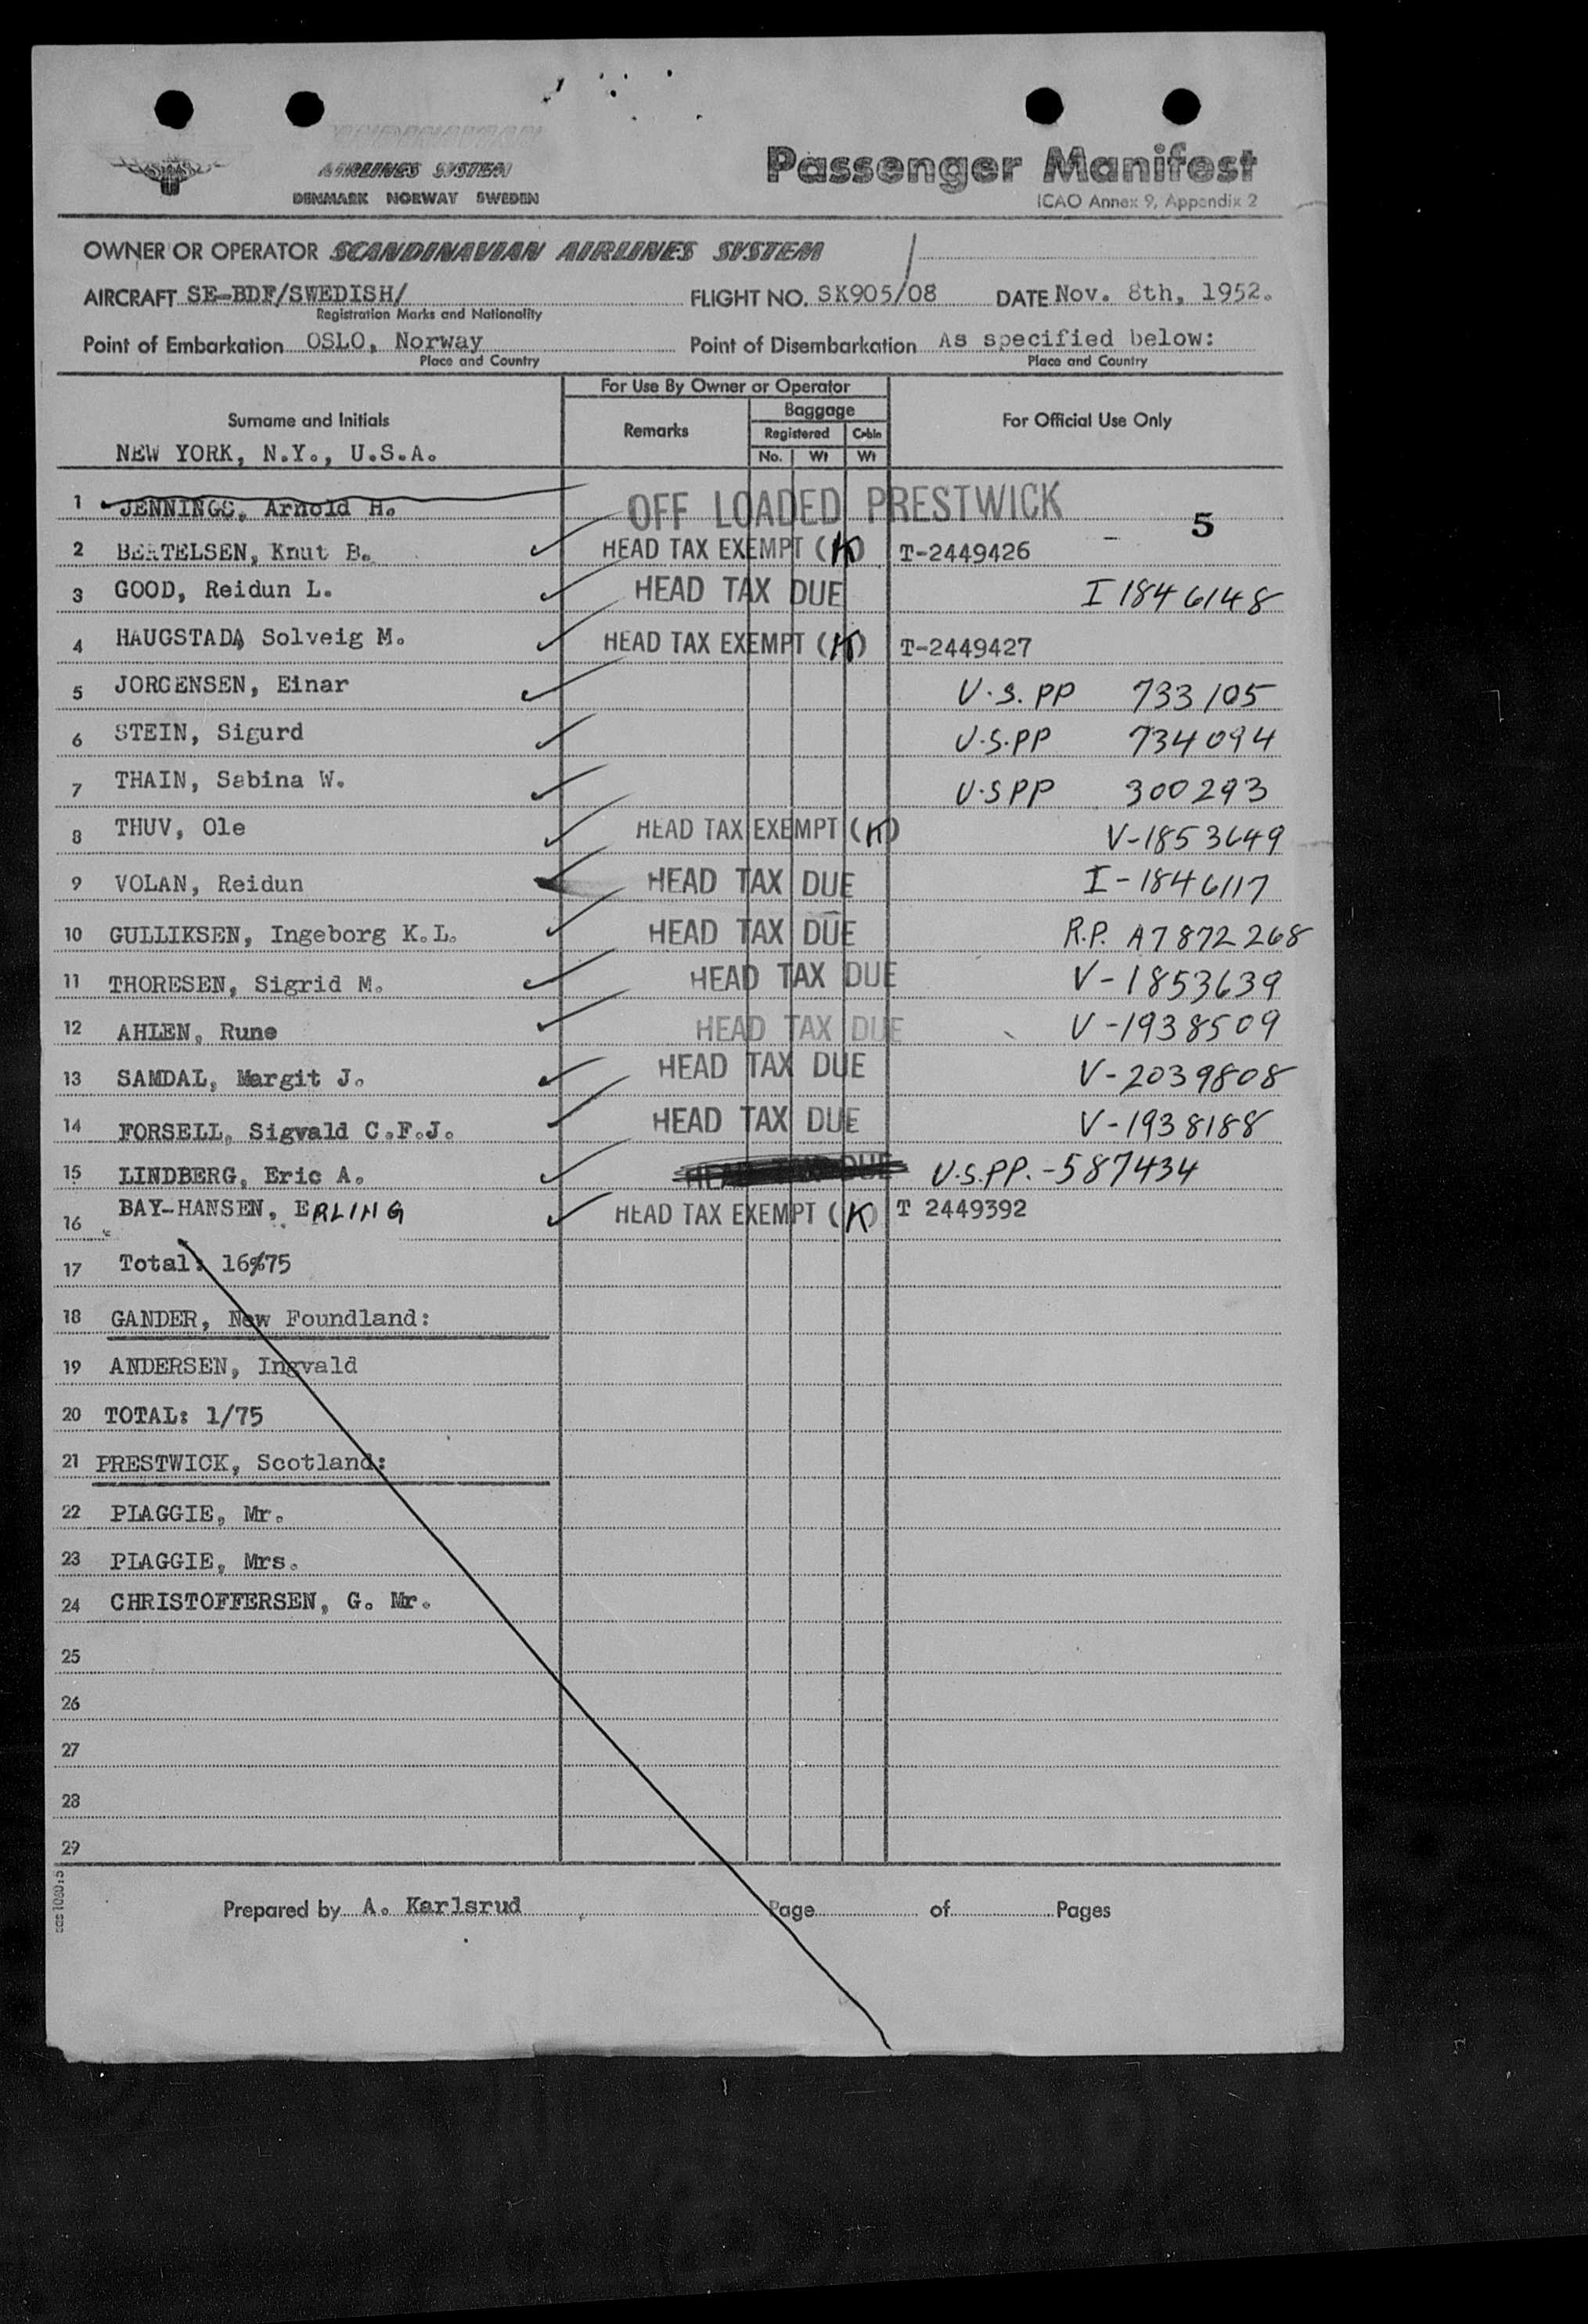 AIRLINES SYSTEM
DENMARK NORWAY SWEDEN
Passenger Manifest
ICAO Annex 9, Appendix 2
OWNER OR OPERATOR SCANDINAVIAN AIRLINES SYSTEM
AIRCRAFT SE-BDF/SWEDISH/ FLIGHT NO. SK905/08 DATE Nov. 8th, 1952.
Registration Marks and Nationality
Point of Embarkation OSLO, Norway Point of Disembarkation As specified below:
Place and Country Place and Country
For Use By Owner or Operator
Surname and Initials Remarks Baggage For Official Use Only
Registered Cabin
NEW YORK, N.Y., U.S.A. No. Wt Wt
1 JENNINGS, Arnold H. OFF LOADED PRESTWICK
5
2 BERTELSEN, Knut B. HEAD TAX EXEMPT (K) T-2449426
3 GOOD, Reidun L. HEAD TAX DUE I 1846148
4 HAUGSTAD, Solveig M. HEAD TAX EXEMPT (K) T-2449427
5 JORGENSEN, Einar U.S. PP 733105
6 STEIN, Sigurd U.S.PP 734094
7 THAIN, Sabina W. U.S PP 300293
8 THUV, Ole HEAD TAX EXEMPT (K) V-1853649
9 VOLAN, Reidun HEAD TAX DUE I-1846117
10 GULLIKSEN, Ingeborg K.L. HEAD TAX DUE R.P. A7872268
11 THORESEN, Sigrid M. HEAD TAX DUE V-1853639
12 AHLEN, Rune HEAD TAX DUE V-1938509
13 SAMDAL, Margit J. HEAD TAX DUE V-2039808
14 FORSELL, Sigvald C.F.J. HEAD TAX DUE V-1938188
15 LINDBERG, Eric A. HEAD TAX DUE U.S.PP.-587434
16 BAY-HANSEN, ERLING HEAD TAX EXEMPT (K) T 2449392
17 Total: 16/75
18 GANDER, New Foundland:
19 ANDERSEN, Ingvald
20 TOTAL: 1/75
21 PRESTWICK, Scotland:
22 PIAGGIE, Mr.
23 PIAGGIE, Mrs.
24 CHRISTOFFERSEN, G. Mr.
25
26
27
28
29
Prepared by A. Karlsrud Page of Pages